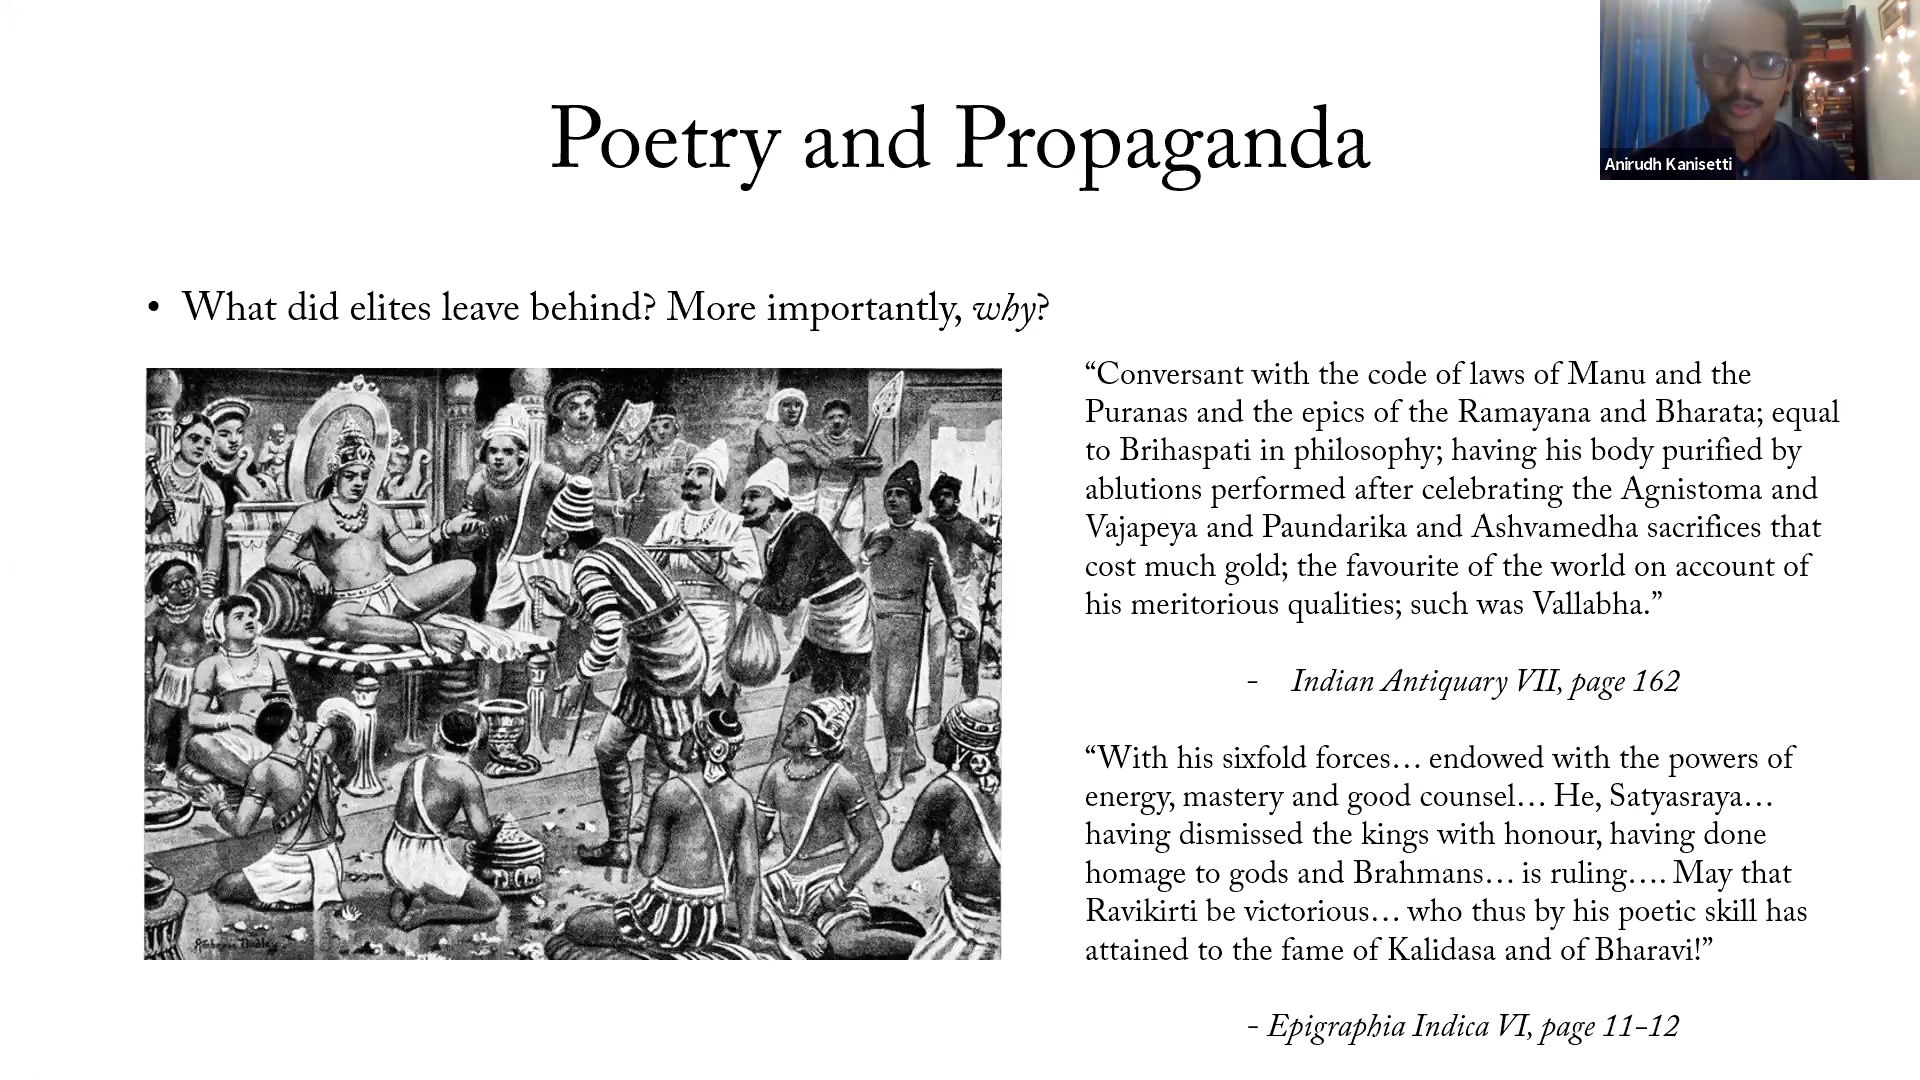 Poetry and Propaganda
Anirudh Kanisetti
• What did elites leave behind? More importantly, why?
“Conversant with the code of laws of Manu and the
Puranas and the epics of the Ramayana and Bharata; equal
to Brihaspati in philosophy; having his body purified by
ablutions performed after celebrating the Agnistoma and
Vajapeya and Paundarika and Ashvamedha sacrifices that
cost much gold; the favourite of the world on account of
his meritorious qualities; such was Vallabha.”
- Indian Antiquary VII, page 162
“With his sixfold forces… endowed with the powers of
energy, mastery and good counsel… He, Satyasraya…
having dismissed the kings with honour, having done
homage to gods and Brahmans… is ruling…. May that
Ravikirti be victorious… who thus by his poetic skill has
attained to the fame of Kalidasa and of Bharavi!”
- Epigraphia Indica VI, page 11–12